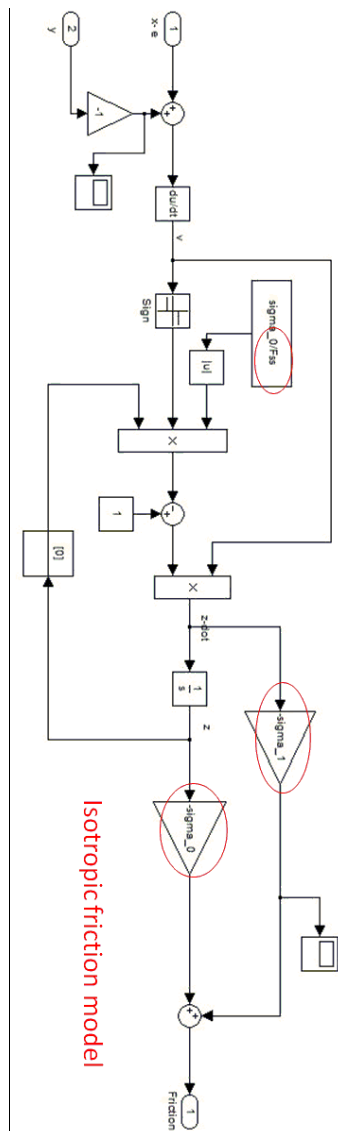 1
x-e
2
y
-1
+
+
du/dt
v
Sign
sigma_0/Fss
|u|
×
1
-
+
×
[0]
z-dot
1
s
z
-sigma_1
-sigma_0
+
+
1
Friction
Isotropic friction model